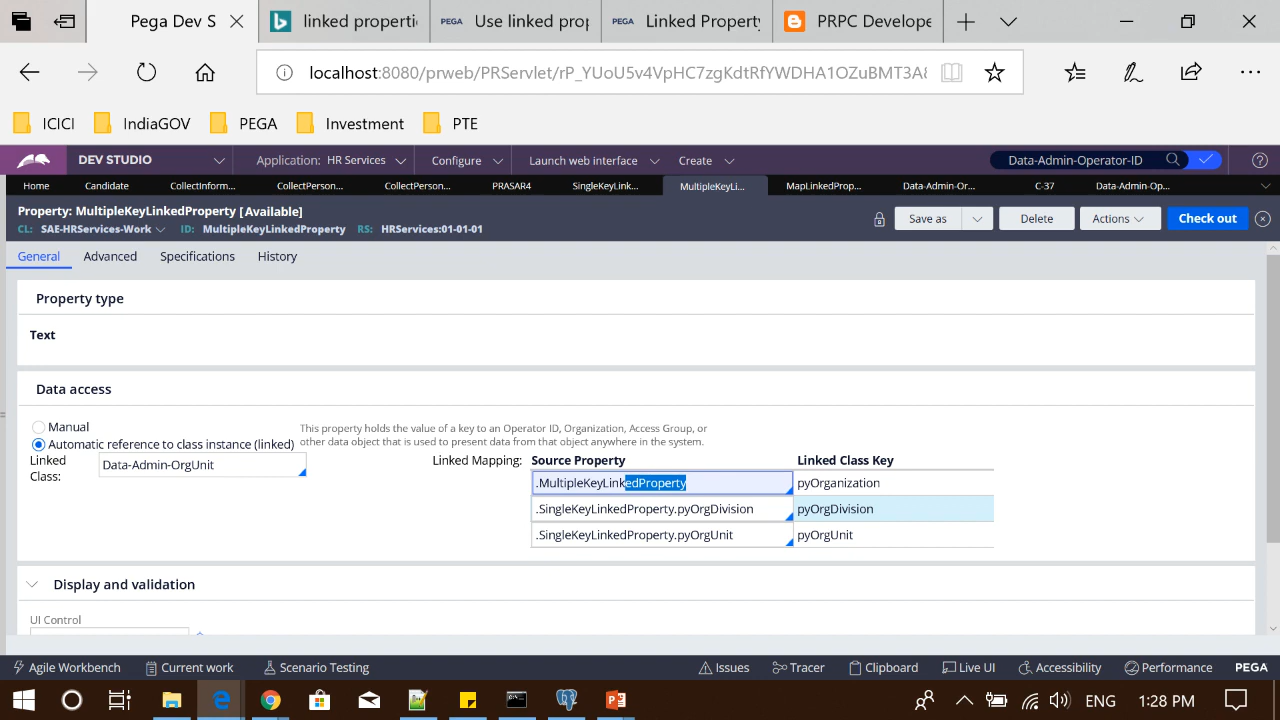 Pega Dev S
linked properti
PEGA Use linked prop
PEGA Linked Property
PRPC Develope
localhost:8080/prweb/PRServlet/rP_YUoU5v4VpHC7zgKdtRfYWDHA1OZuBMT3A8
ICICI IndiaGOV PEGA Investment PTE
DEV STUDIO Application: HR Services Configure Launch web interface Create Data-Admin-Operator-ID
Home Candidate CollectInform... CollectPerson... CollectPerson... PRASAR4 SingleKeyLink... MultipleKeyLi... MapLinkedProp... Data-Admin-Or... C-37 Data-Admin-Op...
Property: MultipleKeyLinkedProperty [Available]
CL: SAE-HRServices-Work ID: MultipleKeyLinkedProperty RS: HRServices:01-01-01
Save as Delete Actions Check out
General Advanced Specifications History
Property type
Text
Data access
Manual
Automatic reference to class instance (linked)
This property holds the value of a key to an Operator ID, Organization, Access Group, or
other data object that is used to present data from that object anywhere in the system.
Linked
Class:
Data-Admin-OrgUnit
Linked Mapping: Source Property Linked Class Key
.MultipleKeyLinkedProperty pyOrganization
.SingleKeyLinkedProperty.pyOrgDivision pyOrgDivision
.SingleKeyLinkedProperty.pyOrgUnit pyOrgUnit
Display and validation
UI Control
Agile Workbench Current work Scenario Testing Issues Tracer Clipboard Live UI Accessibility Performance PEGA
ENG 1:28 PM